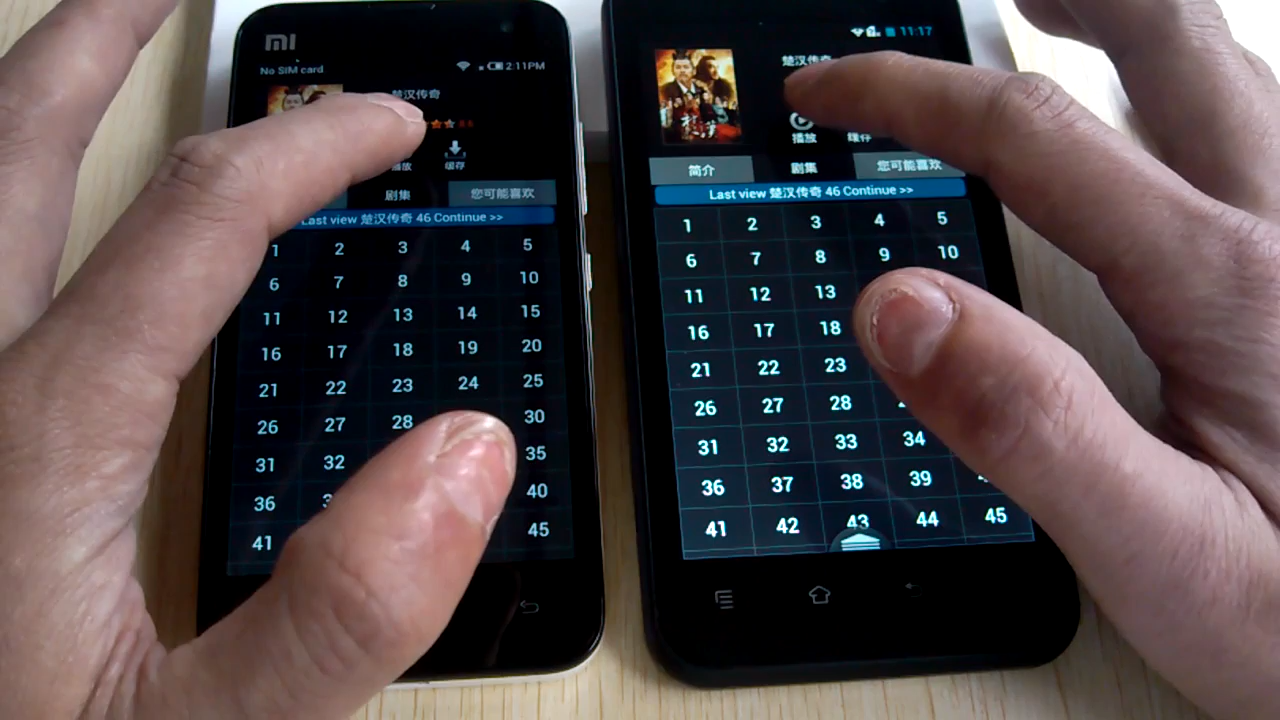 MI
No SIM card
2:11PM
楚汉传奇
播放
缓存
剧集
您可能喜欢
Last view 楚汉传奇 46 Continue >>
1 2 3 4 5
6 7 8 9 10
11 12 13 14 15
16 17 18 19 20
21 22 23 24 25
26 27 28 30
31 32 35
36 40
41 45
11:17
楚汉传奇
播放
缓存
简介
剧集
您可能喜欢
Last view 楚汉传奇 46 Continue >>
1 2 3 4 5
6 7 8 9 10
11 12 13
16 17 18
21 22 23
26 27 28
31 32 33 34
36 37 38 39
41 42 43 44 45